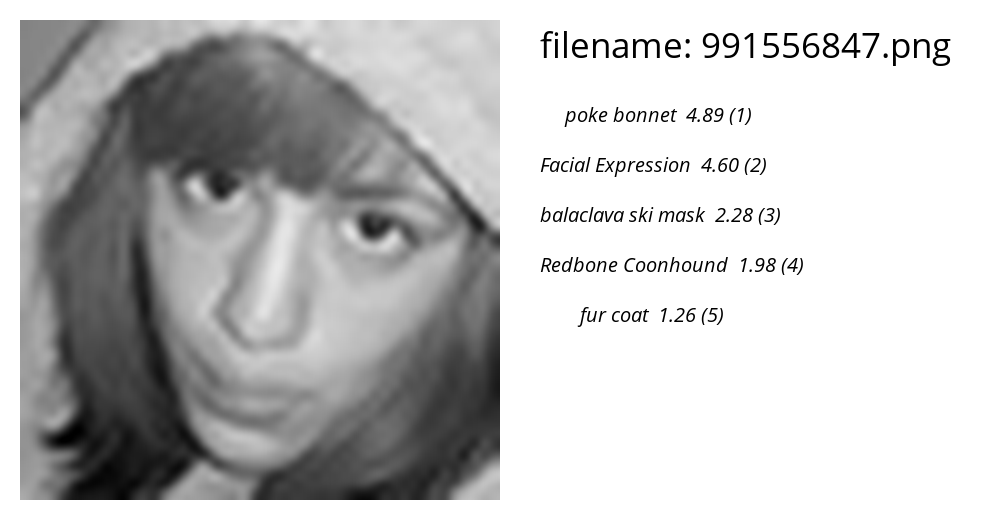 filename: 991556847.png
poke bonnet 4.89 (1)
Facial Expression 4.60 (2)
balaclava ski mask 2.28 (3)
Redbone Coonhound 1.98 (4)
fur coat 1.26 (5)